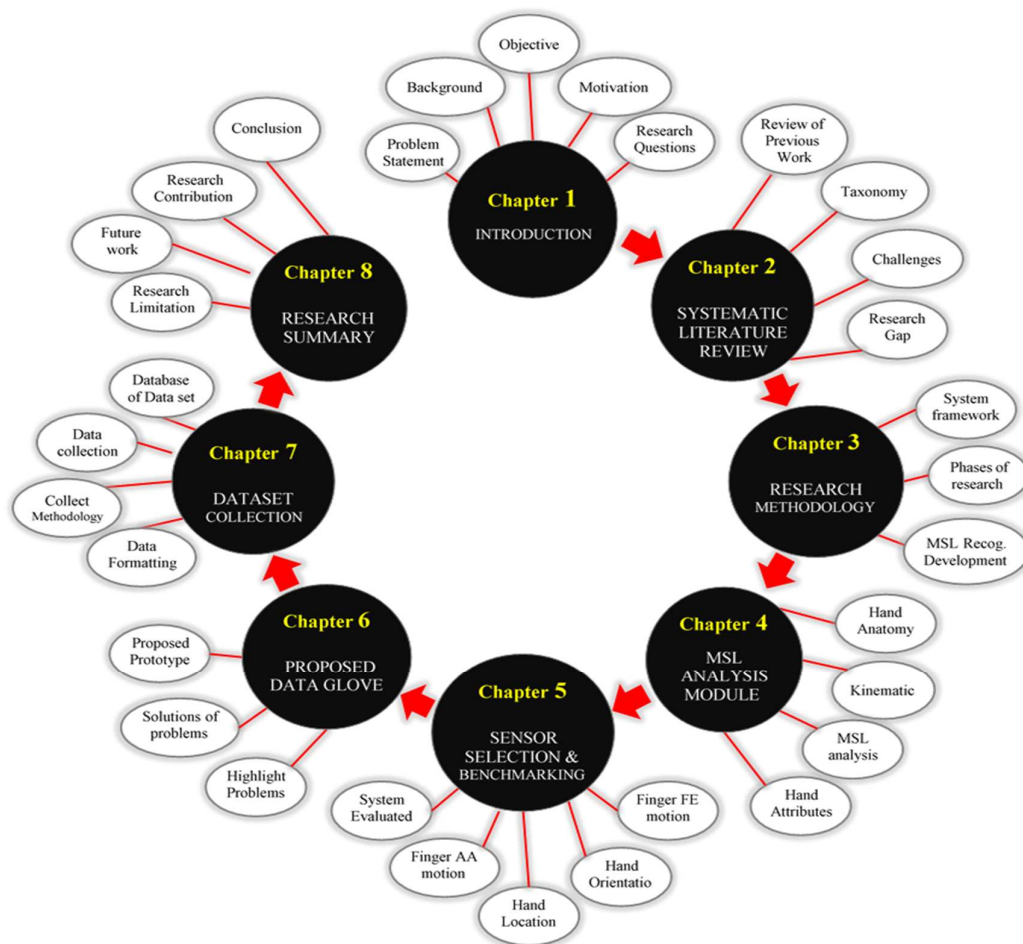 Objective
Background
Motivation
Problem
Statement
Research
Questions
Chapter 1
INTRODUCTION
Review of
Previous
Work
Taxonomy
Challenges
Research
Gap
Chapter 2
SYSTEMATIC
LITERATURE
REVIEW
System
framework
Phases of
research
MSL Recog.
Development
Chapter 3
RESEARCH
METHODOLOGY
Hand
Anatomy
Kinematic
MSL
analysis
Hand
Attributes
Chapter 4
MSL
ANALYSIS
MODULE
Chapter 5
SENSOR
SELECTION &
BENCHMARKING
Finger FE
motion
Hand
Orientatio
Hand
Location
Finger AA
motion
System
Evaluated
Chapter 6
PROPOSED
DATA GLOVE
Proposed
Prototype
Solutions of
problems
Highlight
Problems
Chapter 7
DATASET
COLLECTION
Database
of Data set
Data
collection
Collect
Methodology
Data
Formatting
Chapter 8
RESEARCH
SUMMARY
Conclusion
Research
Contribution
Future
work
Research
Limitation